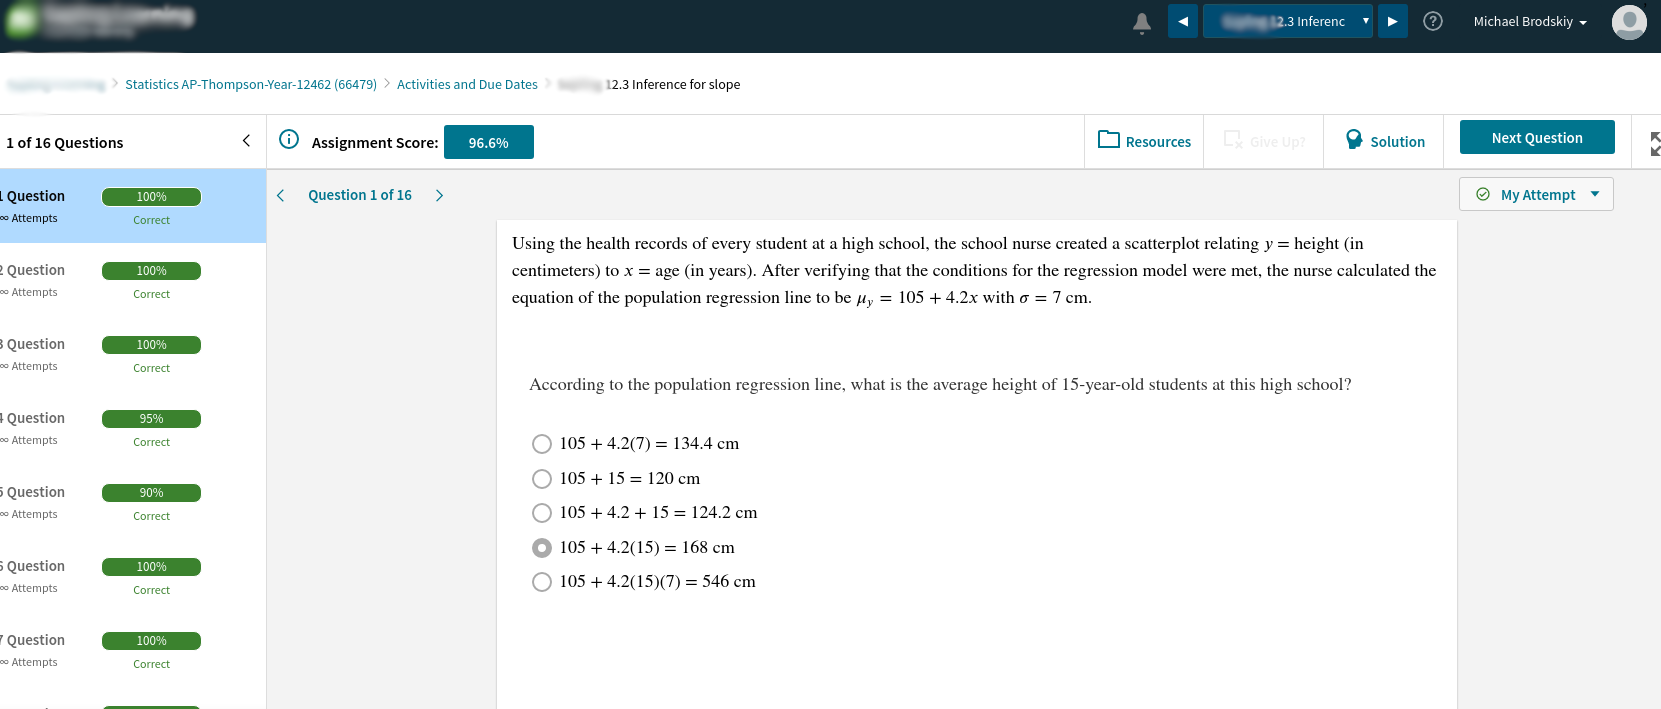 12.3 Inferenc
Michael Brodskiy
Statistics AP-Thompson-Year-12462 (66479)
Activities and Due Dates
12.3 Inference for slope
1 of 16 Questions
Assignment Score:
96.6%
Resources
Give Up?
Solution
Next Question
1 Question
100%
∞ Attempts
Correct
2 Question
100%
∞ Attempts
Correct
3 Question
100%
∞ Attempts
Correct
4 Question
95%
∞ Attempts
Correct
5 Question
90%
∞ Attempts
Correct
6 Question
100%
∞ Attempts
Correct
7 Question
100%
∞ Attempts
Correct
Question 1 of 16
My Attempt
Using the health records of every student at a high school, the school nurse created a scatterplot relating y = height (in
centimeters) to x = age (in years). After verifying that the conditions for the regression model were met, the nurse calculated the
equation of the population regression line to be μy = 105 + 4.2x with σ = 7 cm.
According to the population regression line, what is the average height of 15-year-old students at this high school?
105 + 4.2(7) = 134.4 cm
105 + 15 = 120 cm
105 + 4.2 + 15 = 124.2 cm
105 + 4.2(15) = 168 cm
105 + 4.2(15)(7) = 546 cm